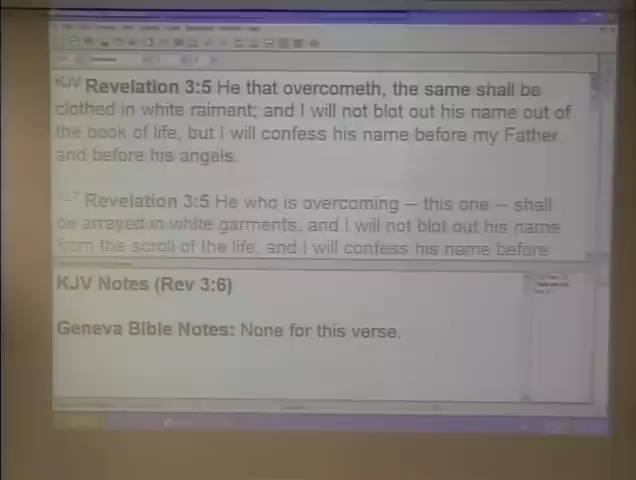 KJV Revelation 3:5 He that overcometh, the same shall be
clothed in white raiment; and I will not blot out his name out of
the book of life, but I will confess his name before my Father,
and before his angels.
Revelation 3:5 He who is overcoming – this one – shall
be arrayed in white garments, and I will not blot out his name
from the scroll of the life, and I will confess his name before
KJV Notes (Rev 3:6)
Geneva Bible Notes: None for this verse.